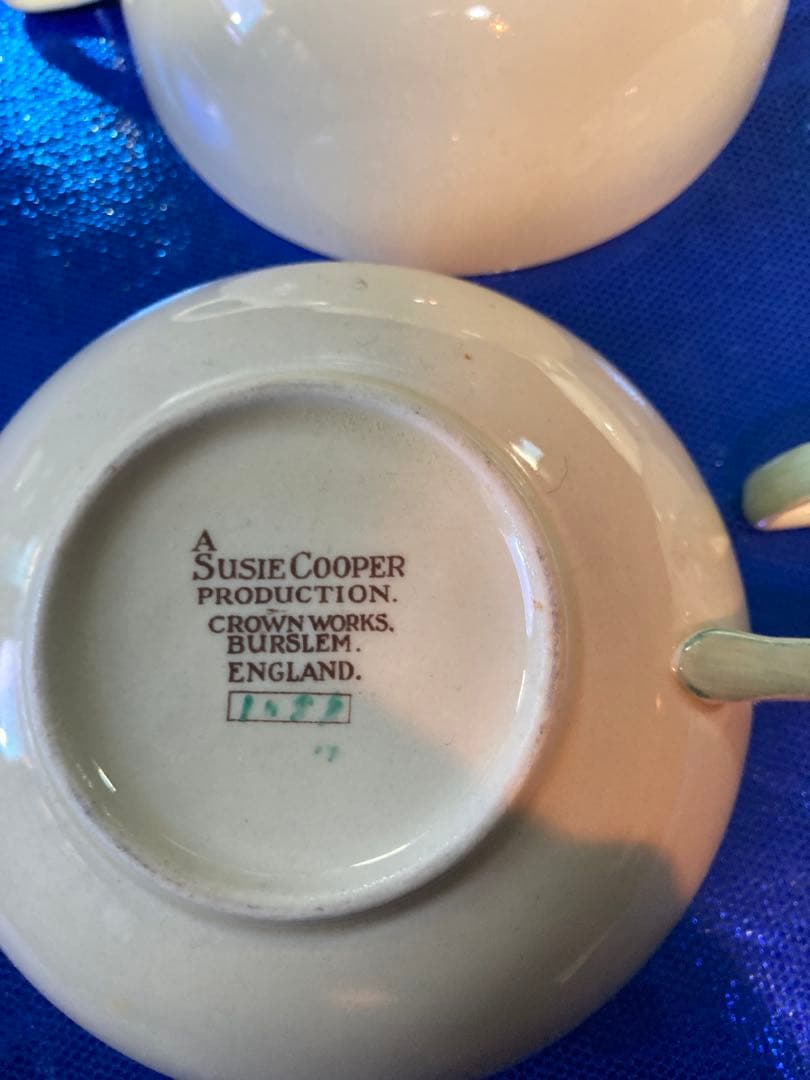 A
SUSIE COOPER
PRODUCTION.
CROWN WORKS.
BURSLEM.
ENGLAND.